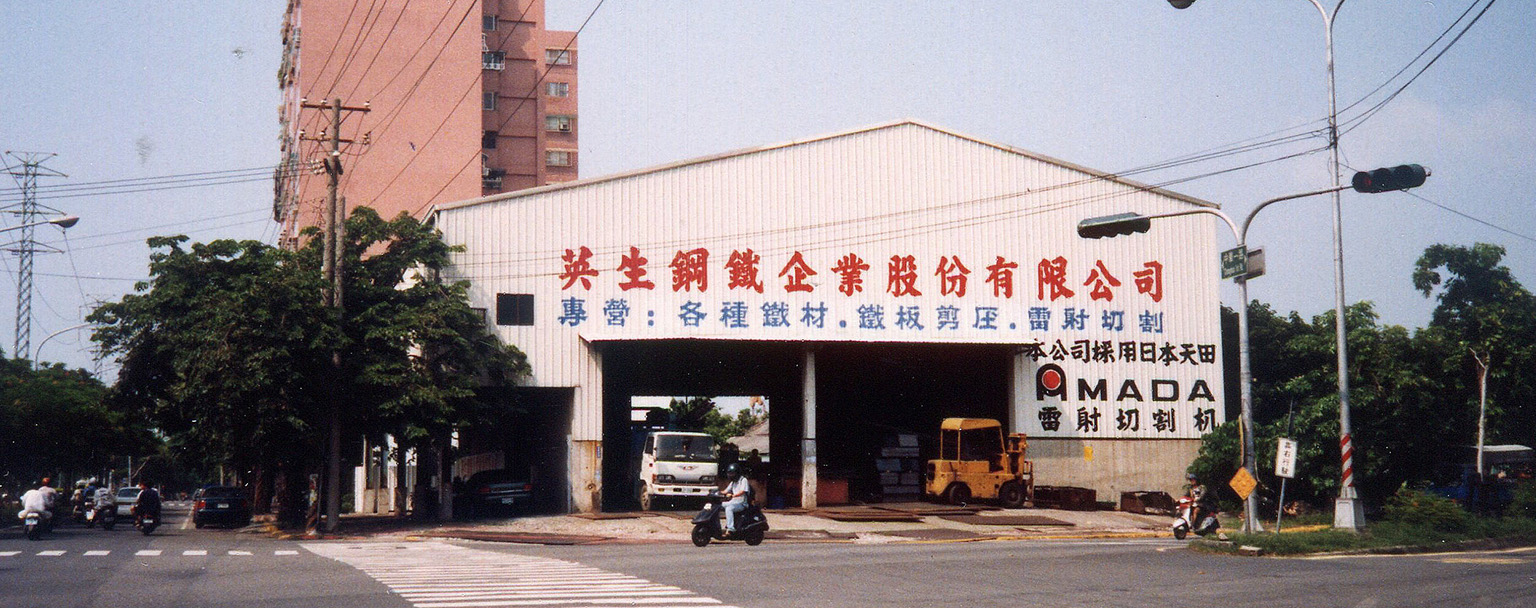 英生鋼鐵企業股份有限公司
專營：各種鐵材.鐵板剪圧.雷射切割
本公司採用日本天田
AMADA
雷射切割机